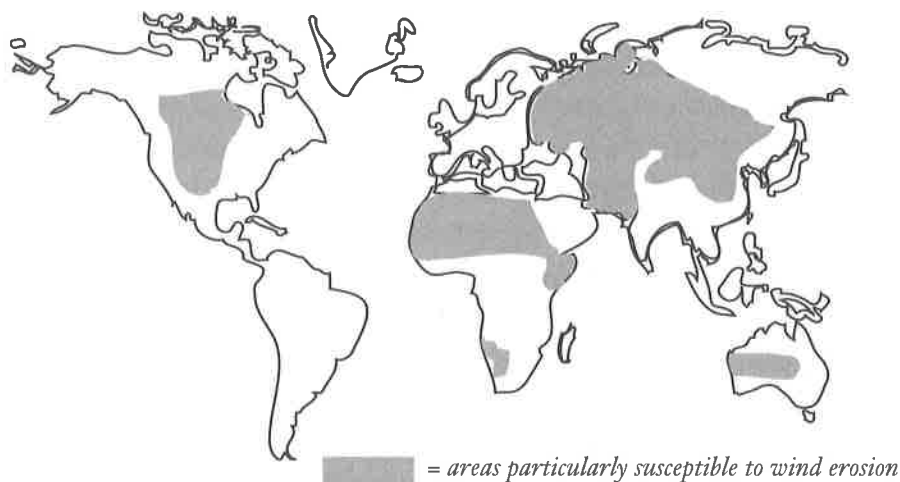 = areas particularly susceptible to wind erosion